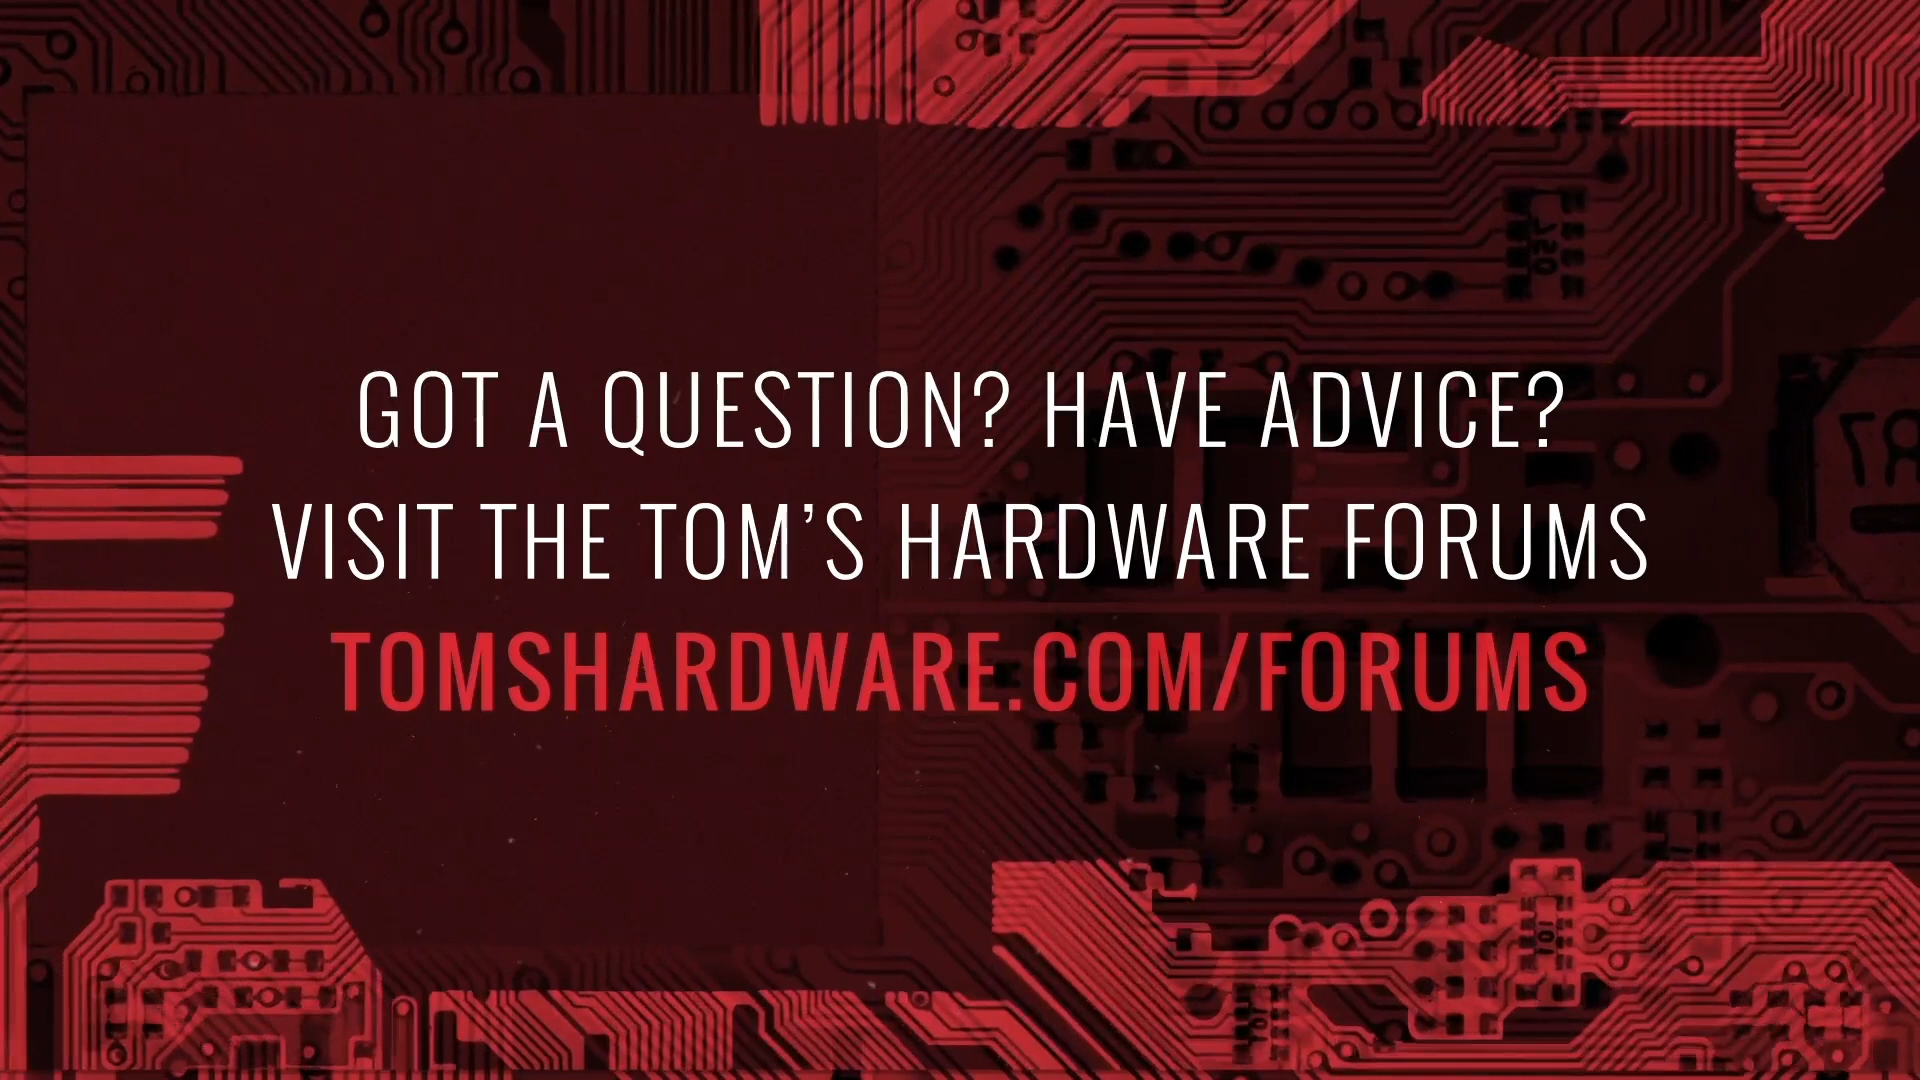 GOT A QUESTION? HAVE ADVICE?
VISIT THE TOM’S HARDWARE FORUMS
TOMSHARDWARE.COM/FORUMS